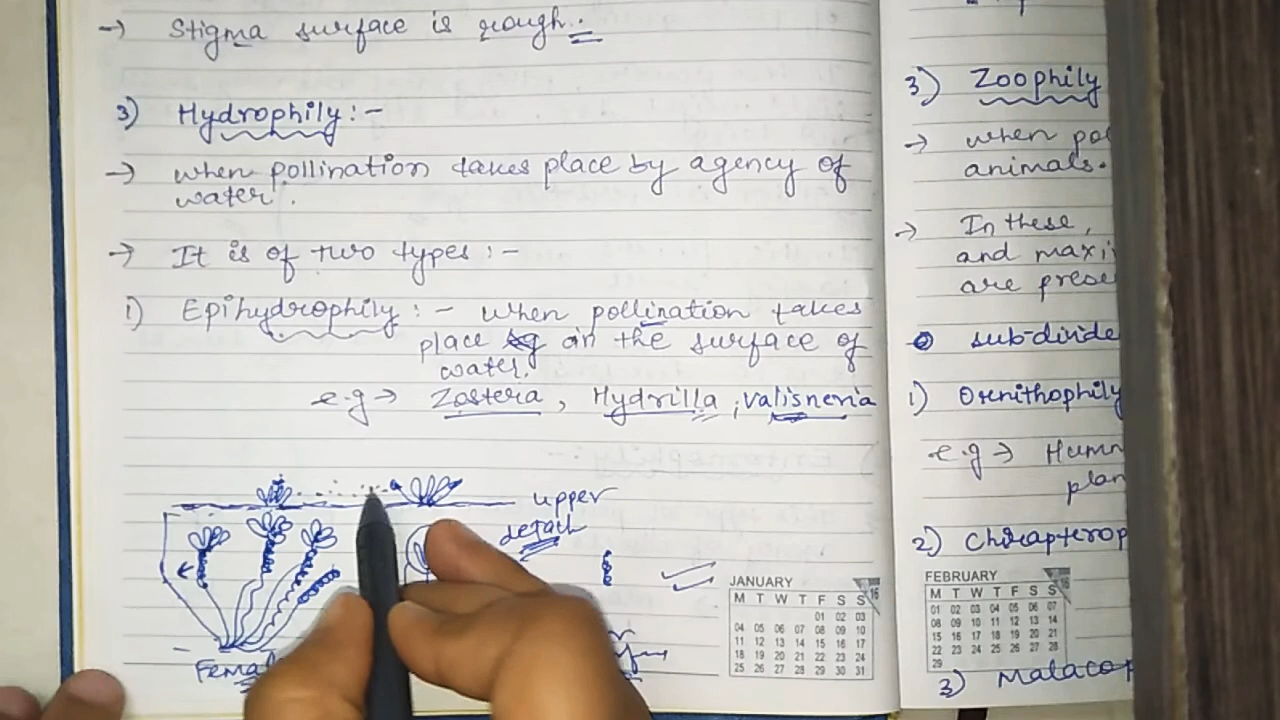 → Stigma surface is rough.
3) Hydrophily :-
→ when pollination takes place by agency of
water.
→ It is of two types :-
1) Epihydrophily :- when pollination takes
place on the surface of
water.
e.g → Zostera, Hydrilla, valisneria
upper
detail
JANUARY
M T W T F S S
01 02 03
04 05 06 07 08 09 10
11 12 13 14 15 16 17
18 19 20 21 22 23 24
25 26 27 28 29 30 31
3) Zoophily
→ when
animals.
→ In these,
and
are
sub-divide
1) Ornithophily
e.g →
2)
FEBRUARY
M T W T F S S
01 02 03 04 05 06 07
08 09 10 11 12 13 14
15 16 17 18 19 20 21
22 23 24 25 26 27 28
29
3)